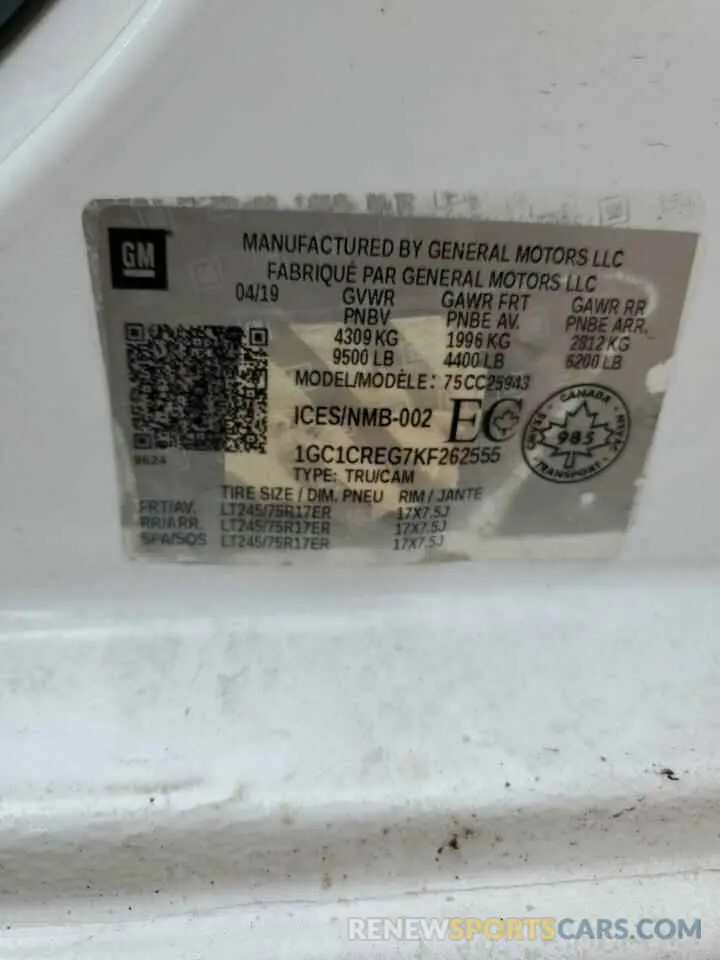 GM
MANUFACTURED BY GENERAL MOTORS LLC
FABRIQUÉ PAR GENERAL MOTORS LLC
04/19 GVWR GAWR FRT GAWR RR
PNBV PNBE AV. PNBE ARR.
4309 KG 1996 KG 2812 KG
9500 LB 4400 LB 6200 LB
MODEL/MODÈLE: 75CC25943
ICES/NMB-002 EC
CANADA
985
TRANSPORT
9624
1GC1CREG7KF262555
TYPE: TRU/CAM
TIRE SIZE / DIM. PNEU RIM / JANTE
FRT/AV. LT245/75R17ER 17X7.5J
RR/ARR. LT245/75R17ER 17X7.5J
SPA/SOS LT245/75R17ER 17X7.5J
RENEWSPORTSCARS.COM